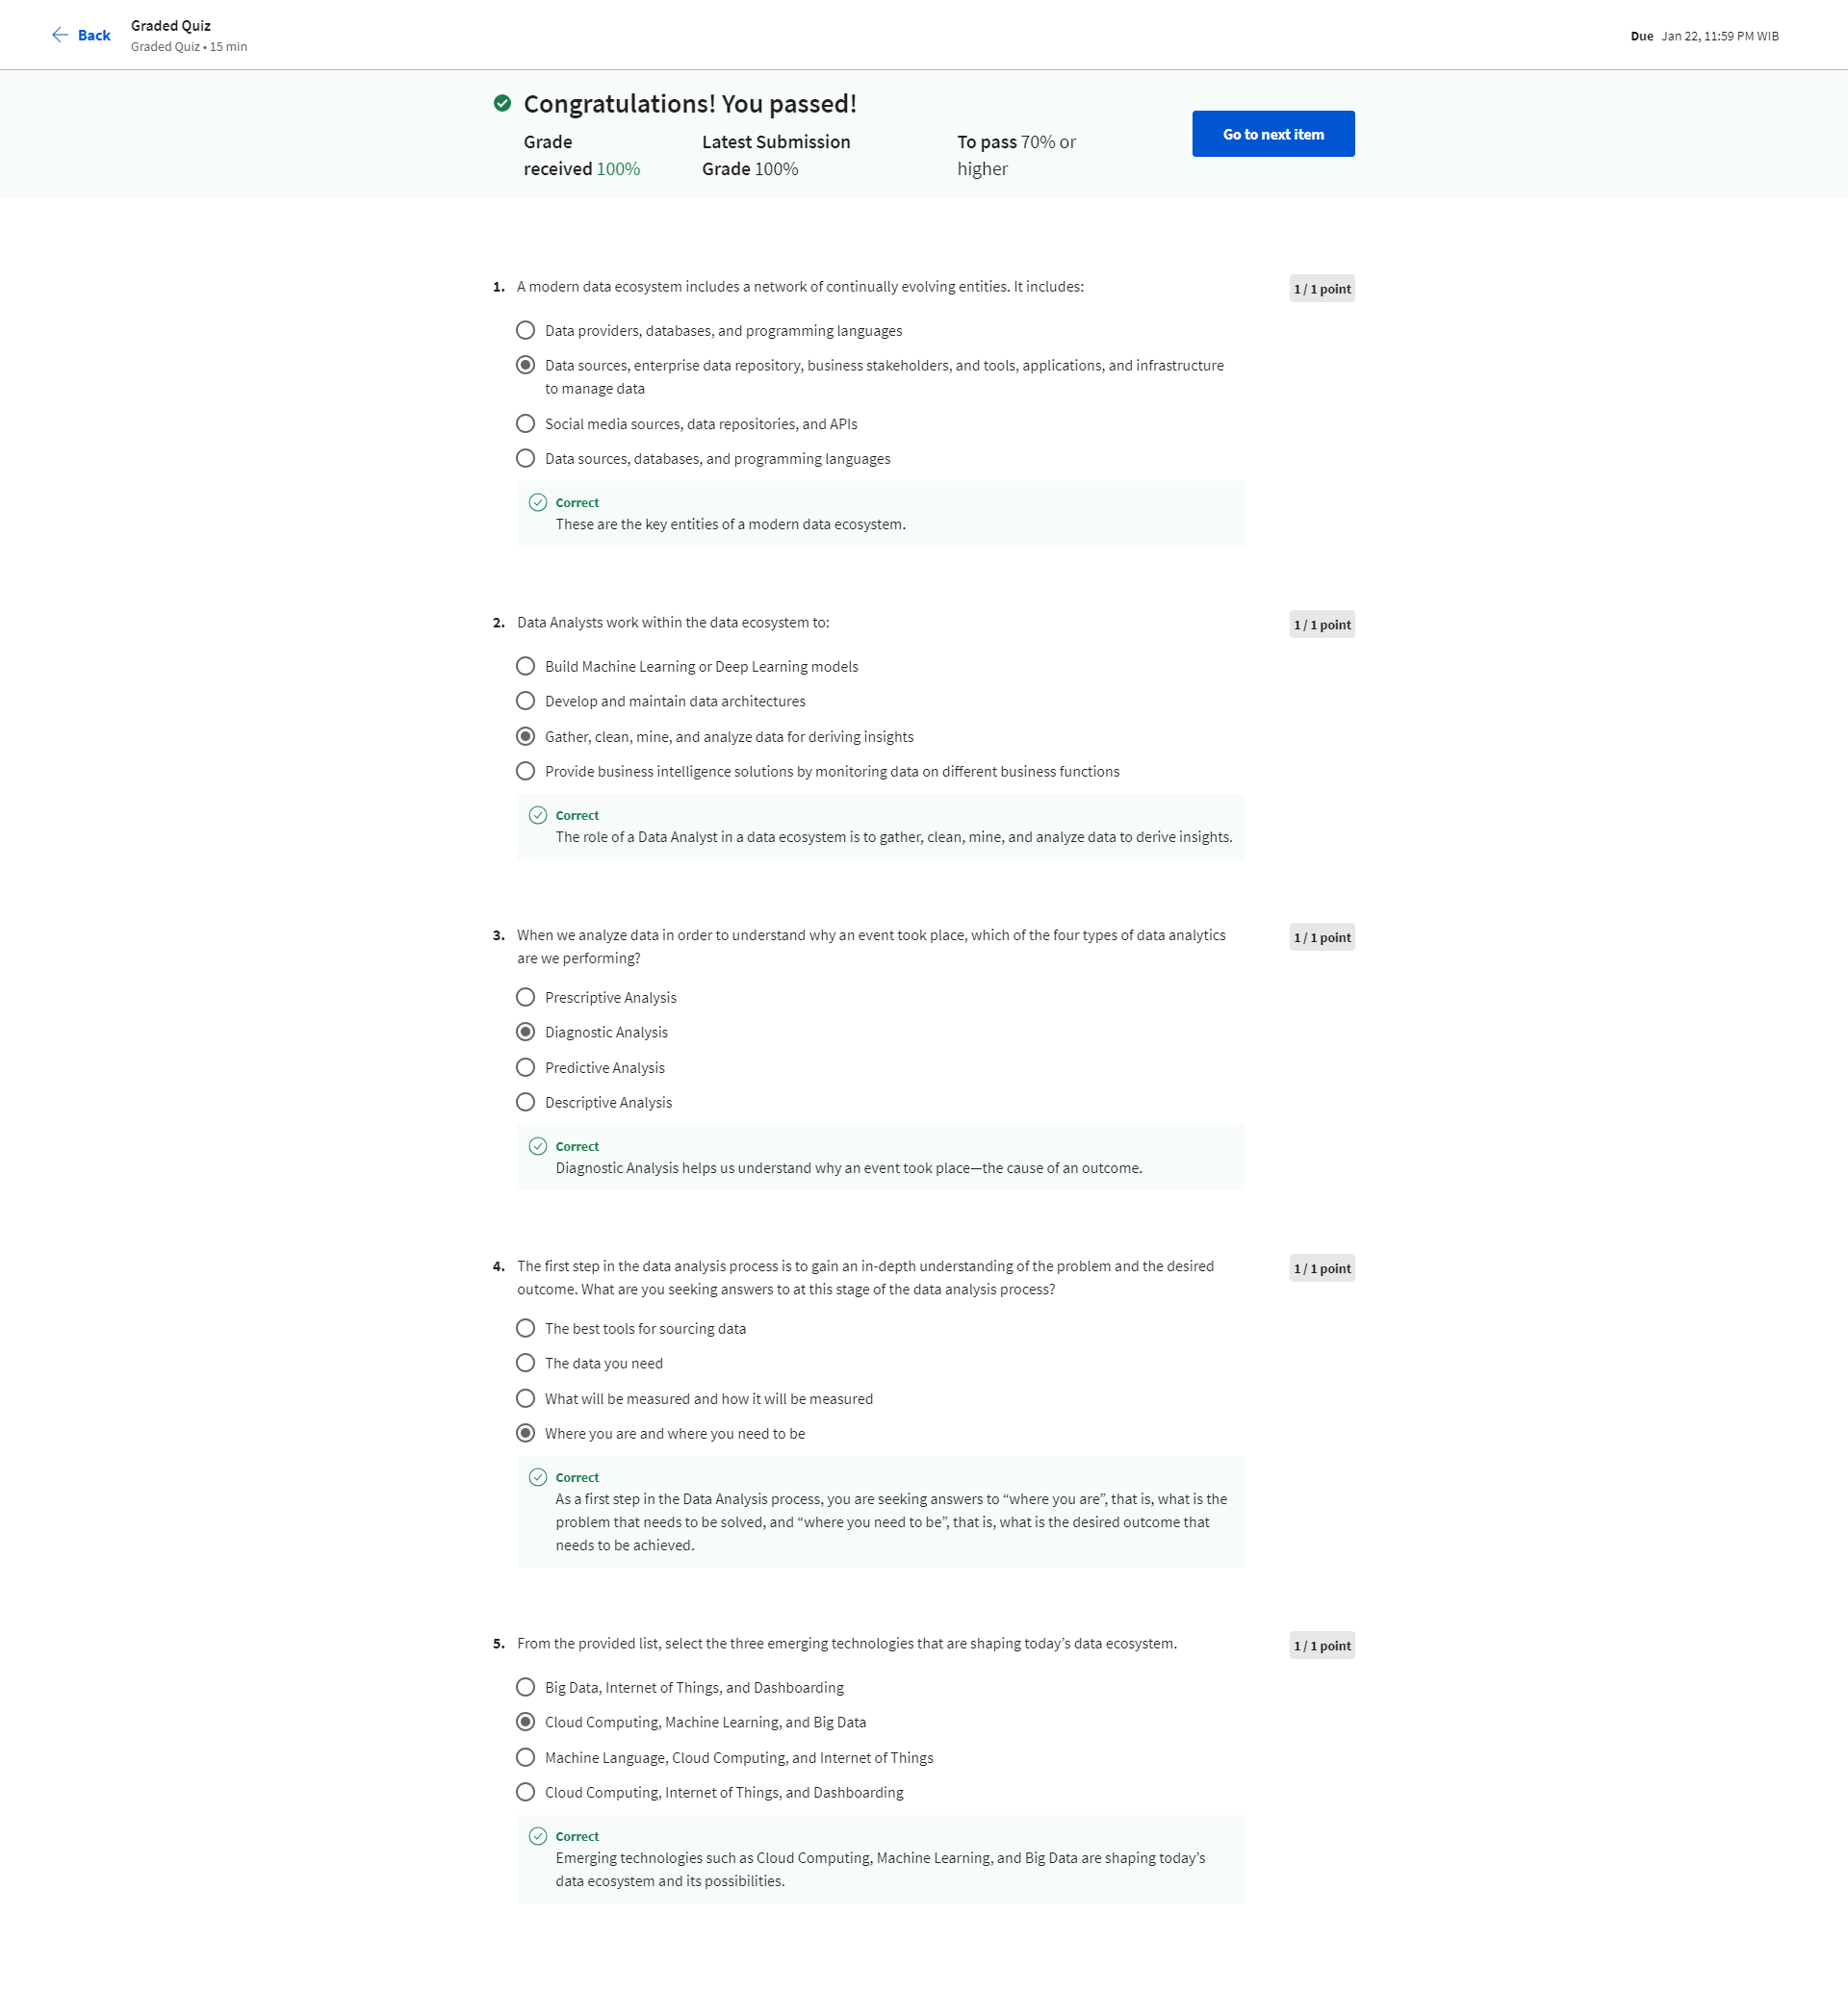 Back
Graded Quiz
Graded Quiz • 15 min
Due Jan 22, 11:59 PM WIB
Congratulations! You passed!
Grade received 100%
Latest Submission Grade 100%
To pass 70% or higher
Go to next item
1. A modern data ecosystem includes a network of continually evolving entities. It includes:
1 / 1 point
Data providers, databases, and programming languages
Data sources, enterprise data repository, business stakeholders, and tools, applications, and infrastructure
to manage data
Social media sources, data repositories, and APIs
Data sources, databases, and programming languages
Correct
These are the key entities of a modern data ecosystem.
2. Data Analysts work within the data ecosystem to:
1 / 1 point
Build Machine Learning or Deep Learning models
Develop and maintain data architectures
Gather, clean, mine, and analyze data for deriving insights
Provide business intelligence solutions by monitoring data on different business functions
Correct
The role of a Data Analyst in a data ecosystem is to gather, clean, mine, and analyze data to derive insights.
3. When we analyze data in order to understand why an event took place, which of the four types of data analytics
are we performing?
1 / 1 point
Prescriptive Analysis
Diagnostic Analysis
Predictive Analysis
Descriptive Analysis
Correct
Diagnostic Analysis helps us understand why an event took place—the cause of an outcome.
4. The first step in the data analysis process is to gain an in-depth understanding of the problem and the desired
outcome. What are you seeking answers to at this stage of the data analysis process?
1 / 1 point
The best tools for sourcing data
The data you need
What will be measured and how it will be measured
Where you are and where you need to be
Correct
As a first step in the Data Analysis process, you are seeking answers to “where you are”, that is, what is the
problem that needs to be solved, and “where you need to be”, that is, what is the desired outcome that
needs to be achieved.
5. From the provided list, select the three emerging technologies that are shaping today’s data ecosystem.
1 / 1 point
Big Data, Internet of Things, and Dashboarding
Cloud Computing, Machine Learning, and Big Data
Machine Language, Cloud Computing, and Internet of Things
Cloud Computing, Internet of Things, and Dashboarding
Correct
Emerging technologies such as Cloud Computing, Machine Learning, and Big Data are shaping today’s
data ecosystem and its possibilities.